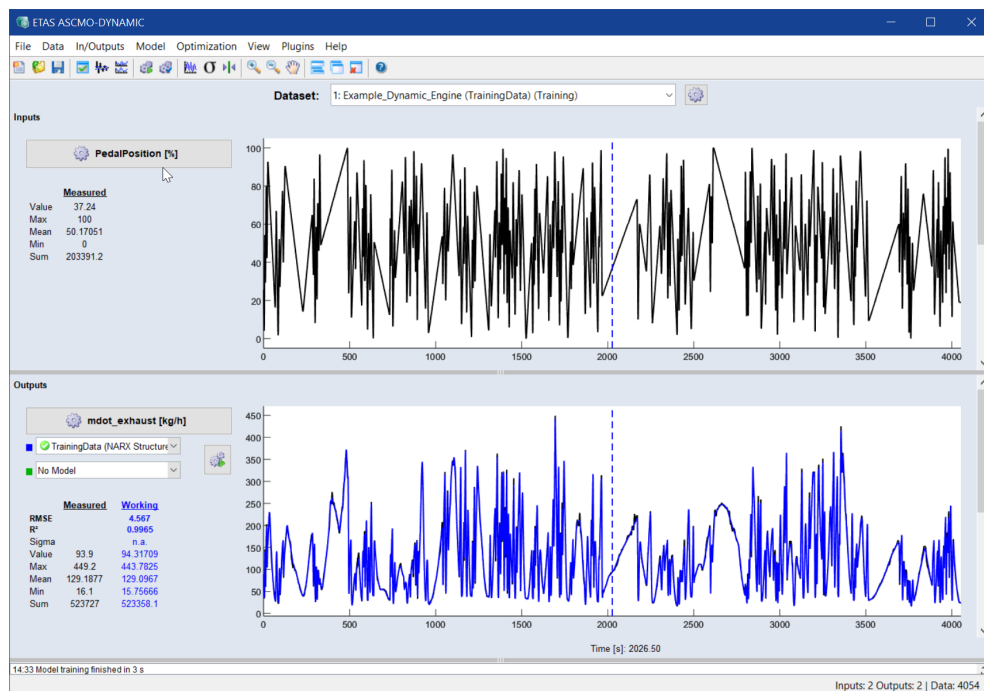 ETAS ASCMO-DYNAMIC
File Data In/Outputs Model Optimization View Plugins Help
Dataset: 1: Example_Dynamic_Engine (TrainingData) (Training)
Inputs
PedalPosition [%]
Measured
Value 37.24
Max 100
Mean 50.17051
Min 0
Sum 203391.2
100
80
60
40
20
0
0 500 1000 1500 2000 2500 3000 3500 4000
Outputs
mdot_exhaust [kg/h]
TrainingData (NARX Structure
No Model
Measured Working
RMSE 4.567
R² 0.9965
Sigma n.a.
Value 93.9 94.31709
Max 449.2 443.7825
Mean 129.1877 129.0967
Min 16.1 15.75666
Sum 523727 523358.1
450
400
350
300
250
200
150
100
50
0
0 500 1000 1500 2000 2500 3000 3500 4000
Time [s]: 2026.50
14:33 Model training finished in 3 s
Inputs: 2 Outputs: 2 | Data: 4054